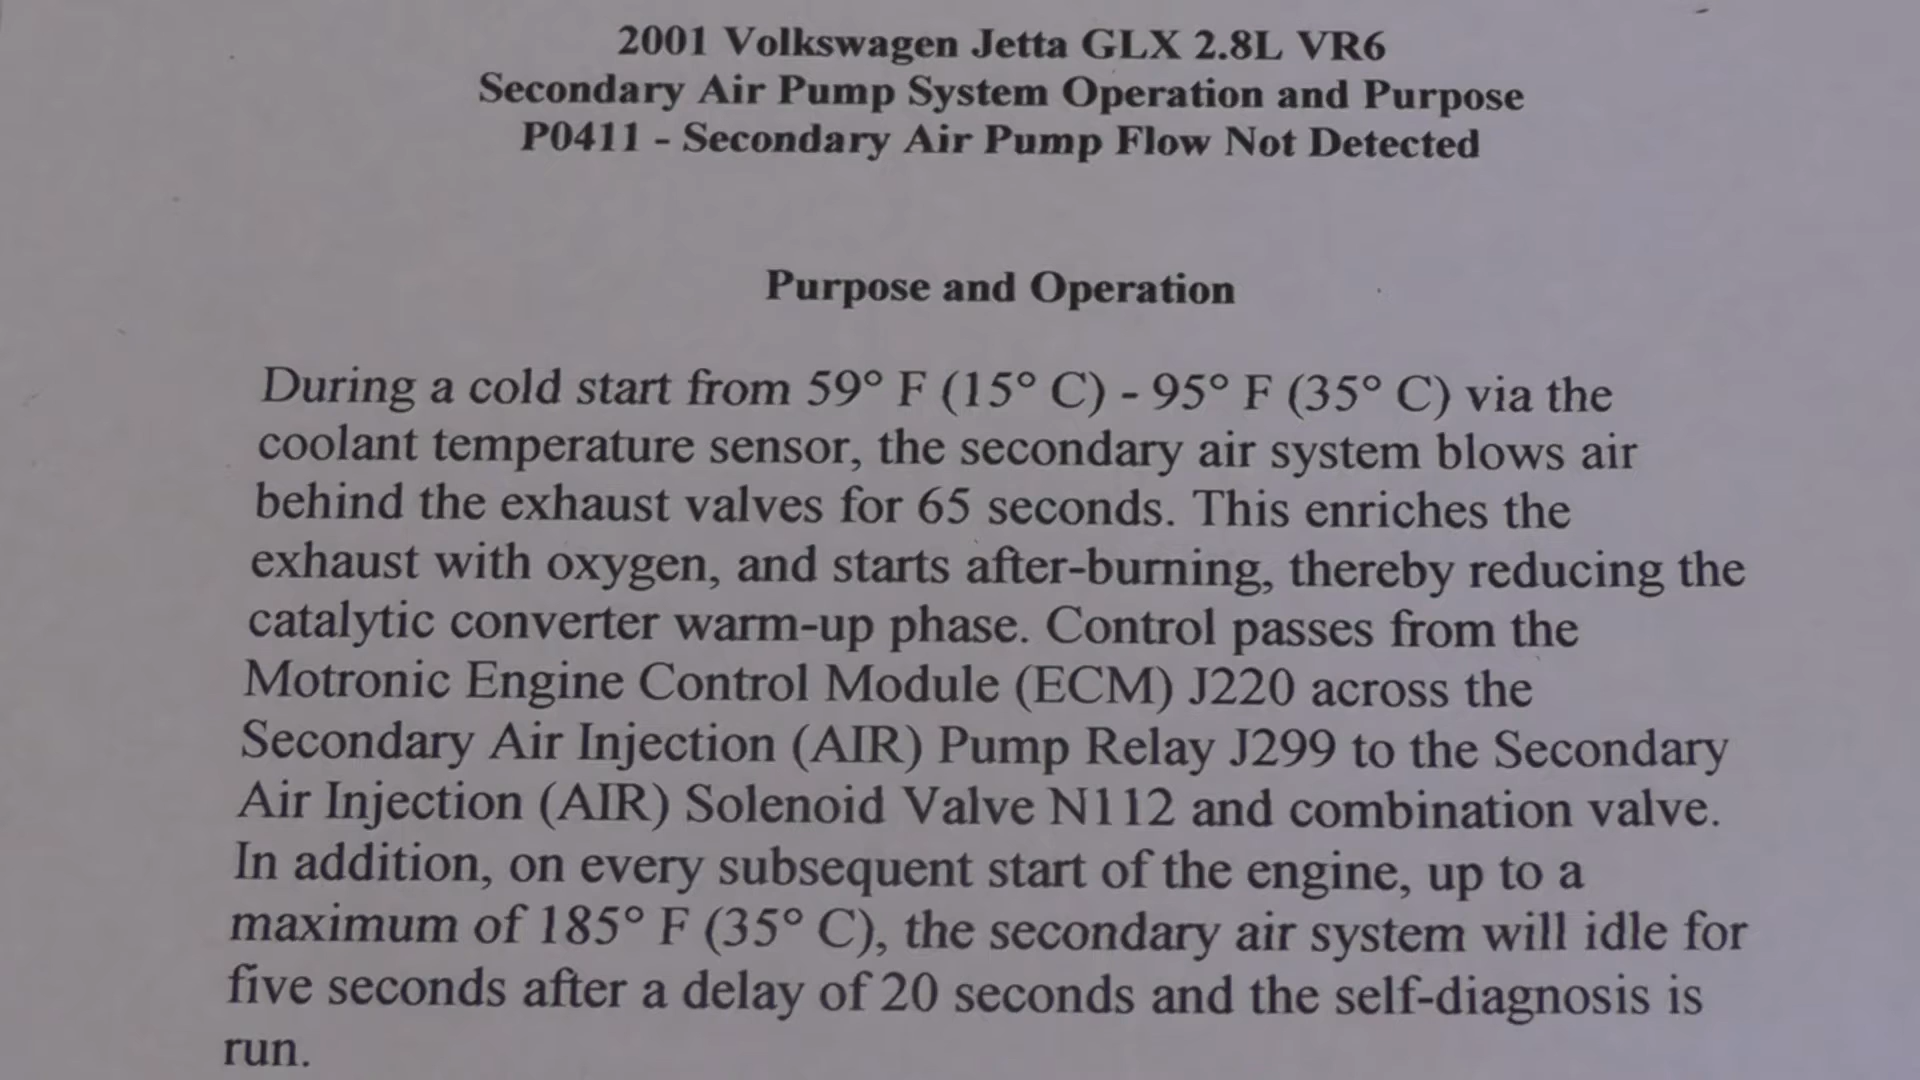 2001 Volkswagen Jetta GLX 2.8L VR6
Secondary Air Pump System Operation and Purpose
P0411 - Secondary Air Pump Flow Not Detected
Purpose and Operation
During a cold start from 59° F (15° C) - 95° F (35° C) via the
coolant temperature sensor, the secondary air system blows air
behind the exhaust valves for 65 seconds. This enriches the
exhaust with oxygen, and starts after-burning, thereby reducing the
catalytic converter warm-up phase. Control passes from the
Motronic Engine Control Module (ECM) J220 across the
Secondary Air Injection (AIR) Pump Relay J299 to the Secondary
Air Injection (AIR) Solenoid Valve N112 and combination valve.
In addition, on every subsequent start of the engine, up to a
maximum of 185° F (35° C), the secondary air system will idle for
five seconds after a delay of 20 seconds and the self-diagnosis is
run.